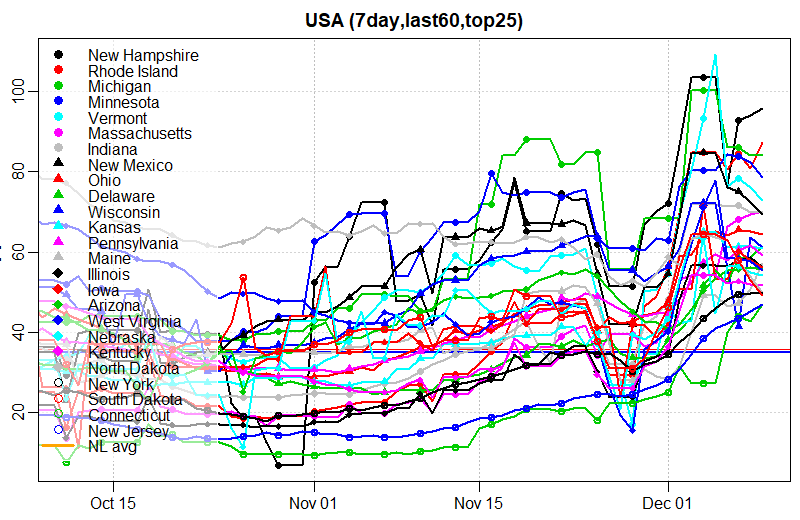 USA (7day,last60,top25)
New Hampshire
Rhode Island
Michigan
Minnesota
Vermont
Massachusetts
Indiana
New Mexico
Ohio
Delaware
Wisconsin
Kansas
Pennsylvania
Maine
Illinois
Iowa
Arizona
West Virginia
Nebraska
Kentucky
North Dakota
New York
South Dakota
Connecticut
New Jersey
NL avg
100
80
60
40
20
Oct 15
Nov 01
Nov 15
Dec 01